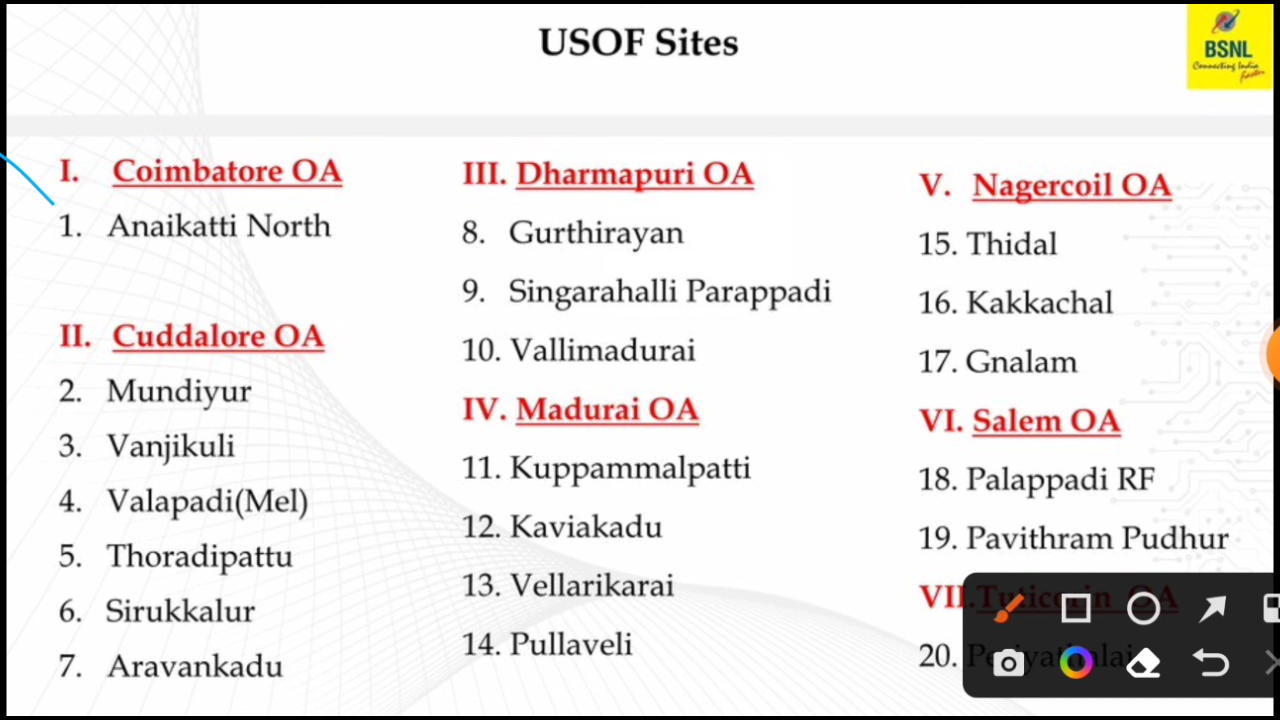 USOF Sites
BSNL
Connecting India
faster
I. Coimbatore OA
1. Anaikatti North
II. Cuddalore OA
2. Mundiyur
3. Vanjikuli
4. Valapadi(Mel)
5. Thoradipattu
6. Sirukkalur
7. Aravankadu
III. Dharmapuri OA
8. Gurthirayan
9. Singarahalli Parappadi
10. Vallimadurai
IV. Madurai OA
11. Kuppammalpatti
12. Kaviakadu
13. Vellarikarai
14. Pullaveli
V. Nagercoil OA
15. Thidal
16. Kakkachal
17. Gnalam
VI. Salem OA
18. Palappadi RF
19. Pavithram Pudhur
VII. Tuticorin OA
20.